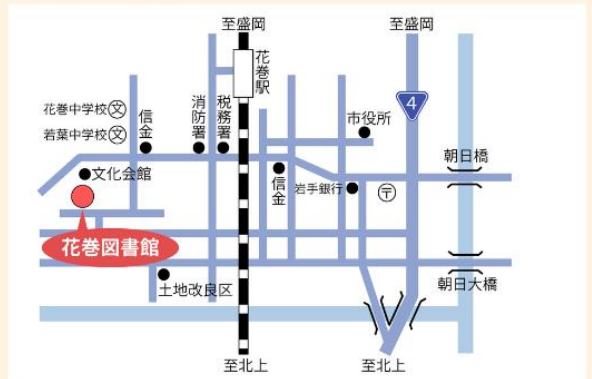 至盛岡
至盛岡
花巻駅
4
花巻中学校文
若葉中学校文
信金
消防署
税務署
市役所
朝日橋
文化会館
信金
岩手銀行
〒
花巻図書館
土地改良区
朝日大橋
至北上
至北上